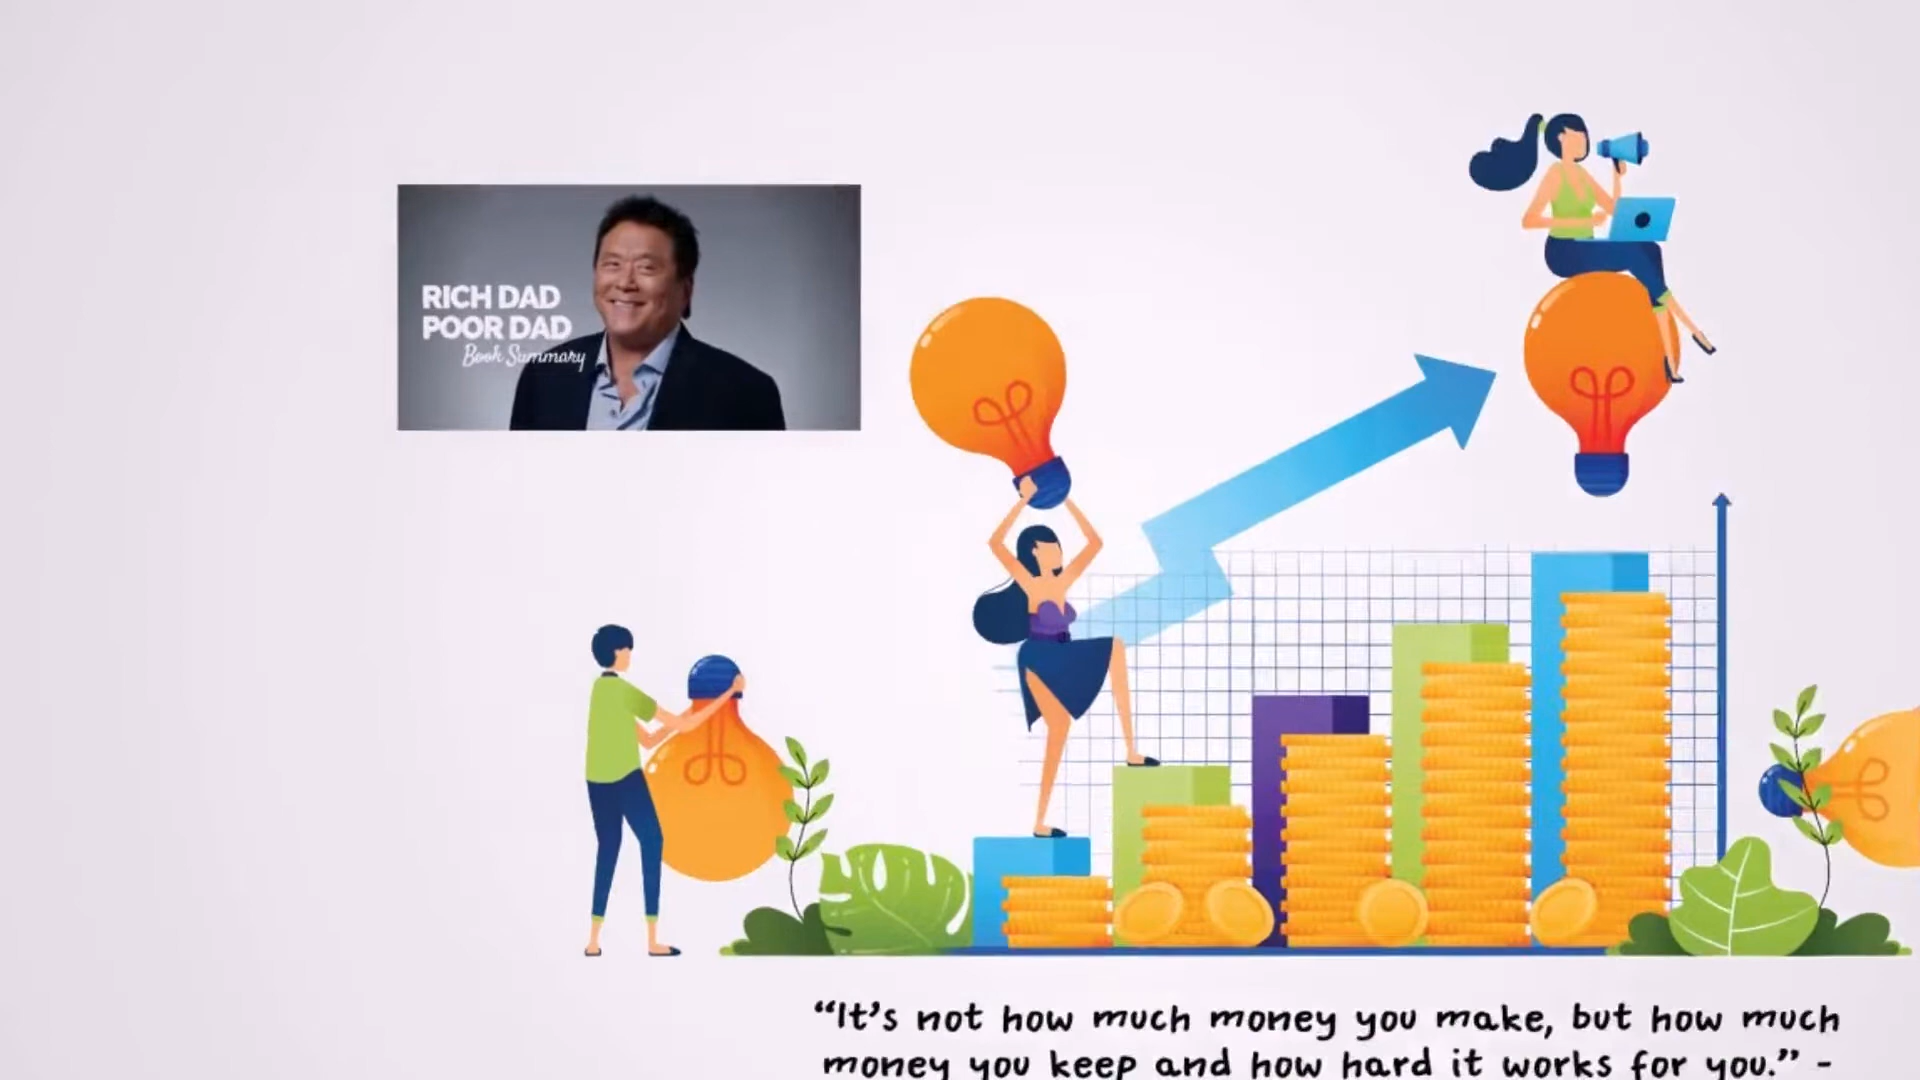 RICH DAD
POOR DAD
Book Summary
“It’s not how much money you make, but how much
money you keep and how hard it works for you.” -